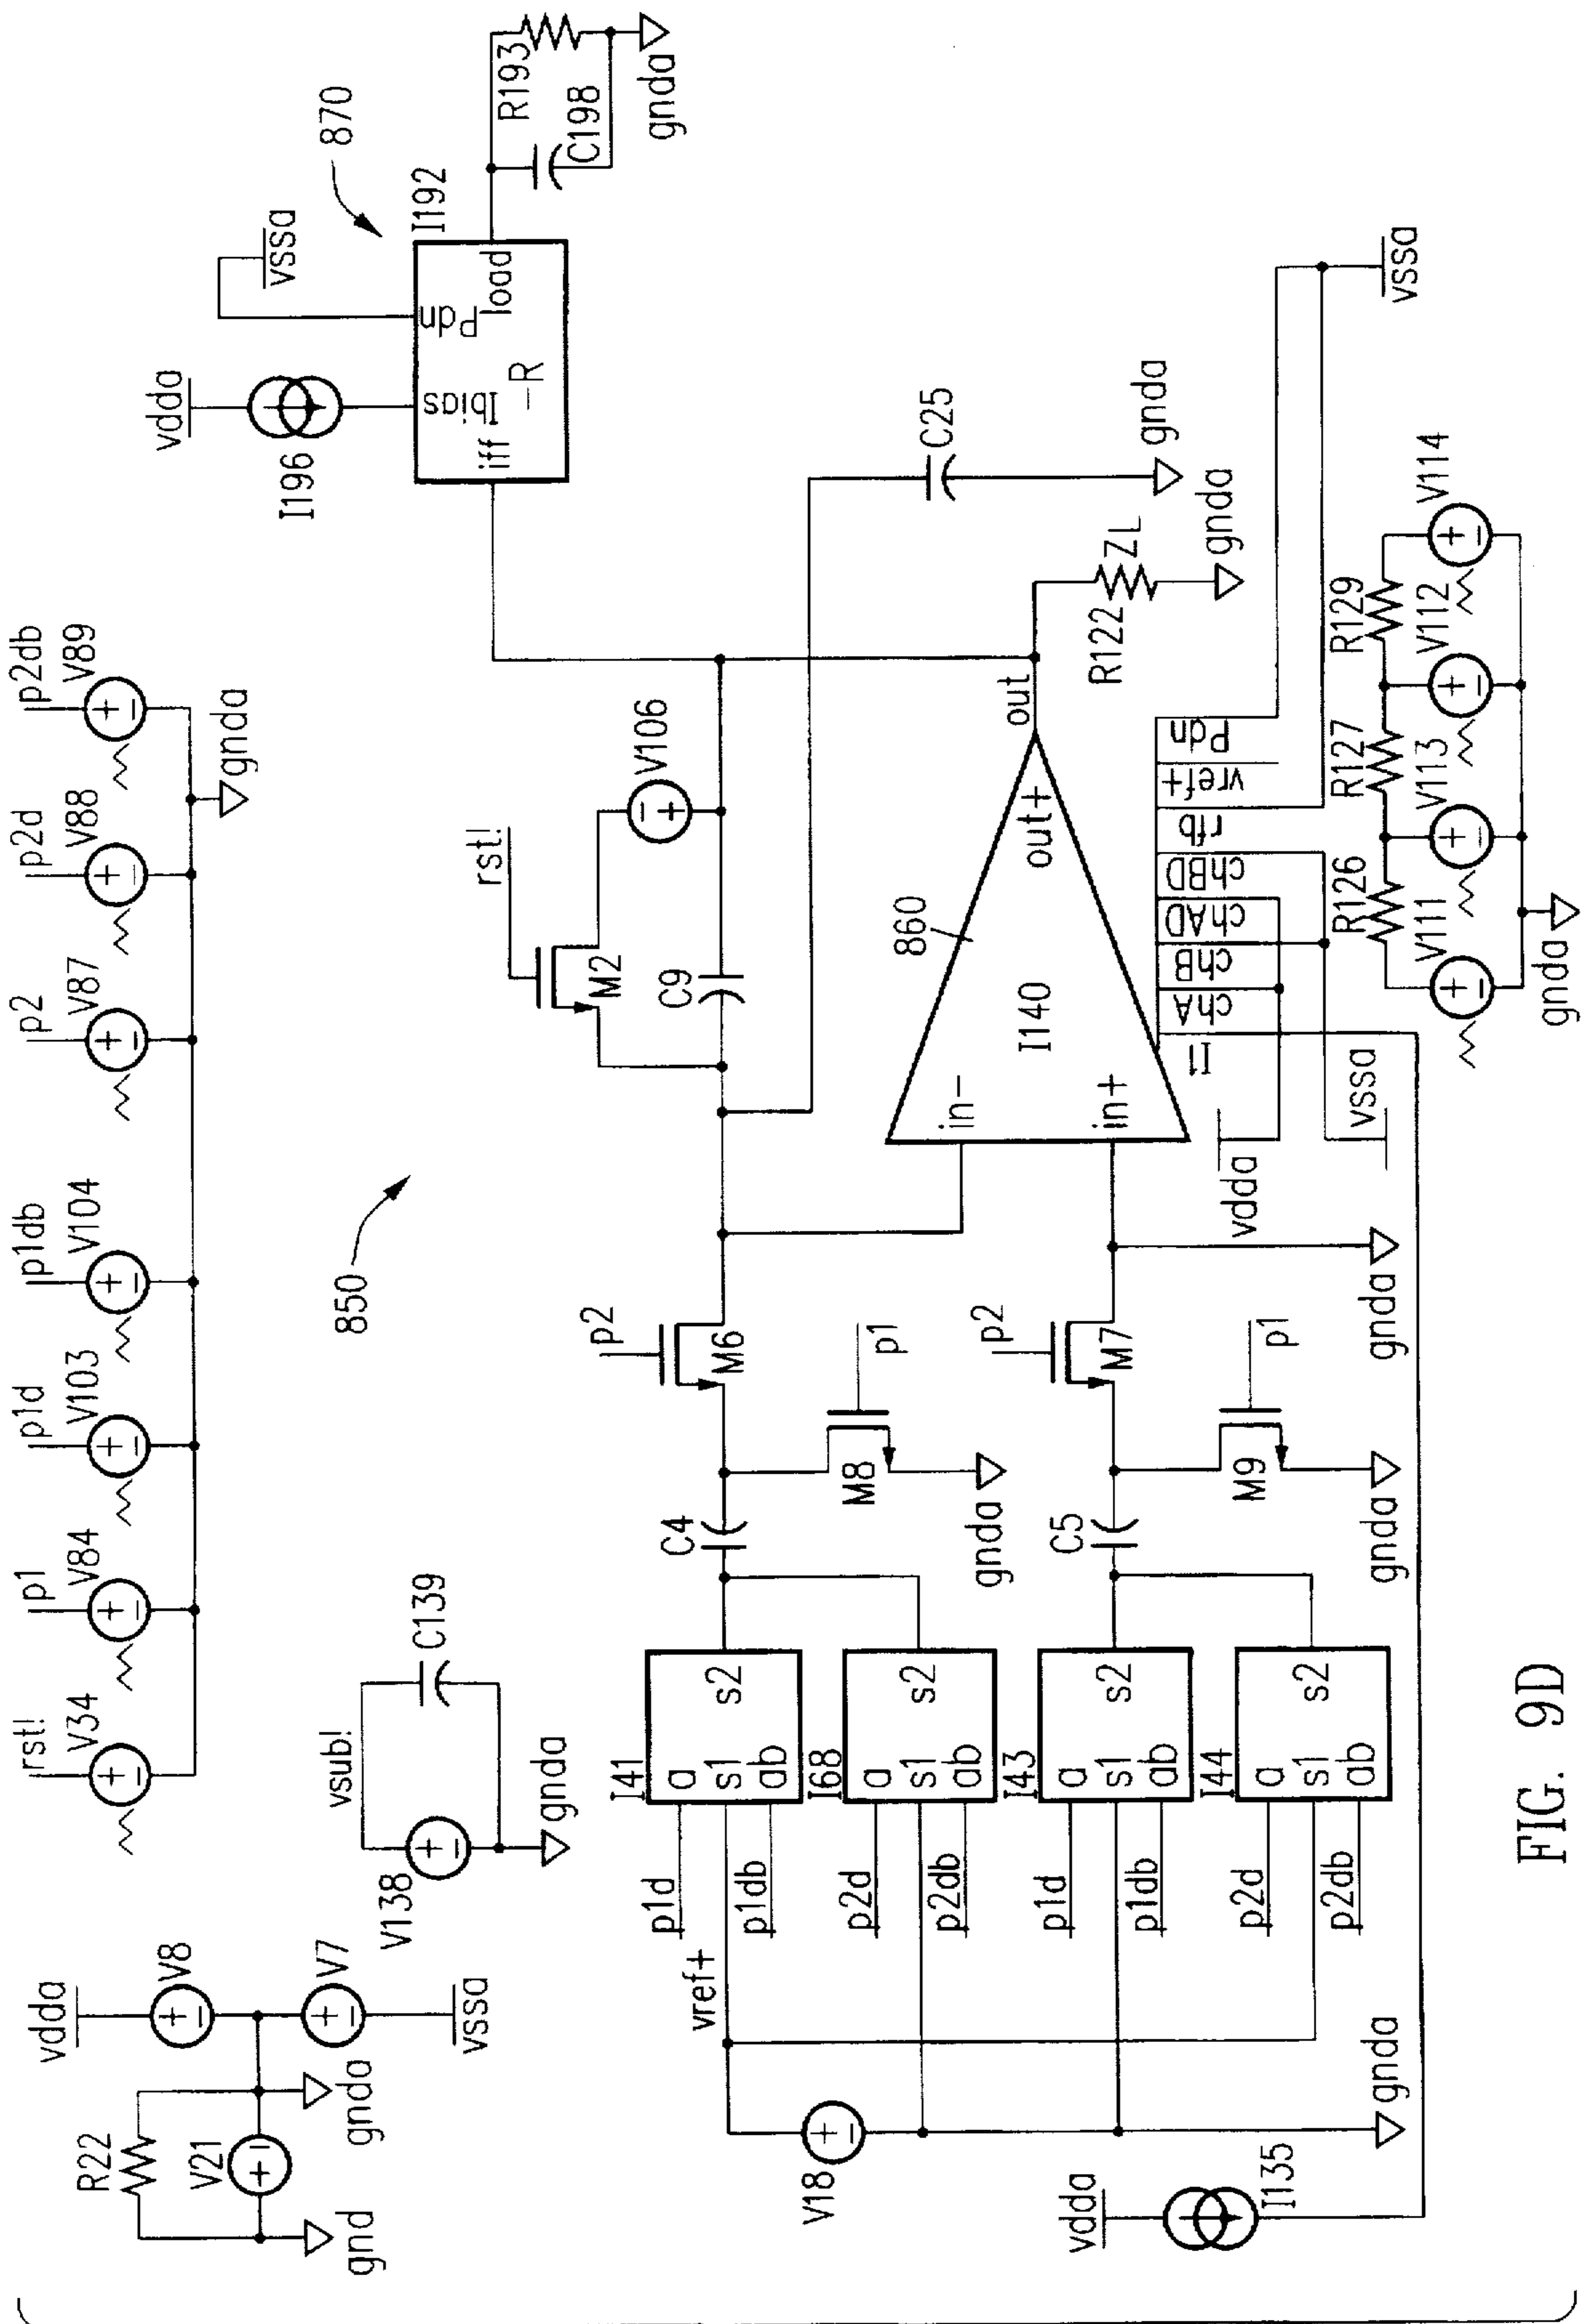 rst!
V34
p1
V84
p1d
V103
p1db
V104
p2
V87
p2d
V88
p2db
V89
gnda
vdda
V8
V7
vssa
R22
V21
gnd
gnda
vsub!
V138
C139
gnda
850
rst!
M2
V106
C9
vdda
I196
vssa
870
I192
iff
Ibias
Pdn
load
–R
R193
C198
gnda
C25
gnda
vref+
V18
gnda
p1d
p1db
I41
a
s1
ab
s2
p2d
p2db
I68
a
s1
ab
s2
p1d
p1db
I43
a
s1
ab
s2
p2d
p2db
I44
a
s1
ab
s2
C4
M8
p1
gnda
p2
M6
C5
M9
p1
gnda
p2
M7
gnda
in–
in+
I140
860
out+
out
R122
ZL
gnda
I1
chA
chB
chAD
chBD
rfb
vref+
Pdn
vdda
vssa
vssa
vdda
I135
V111
R126
V113
R127
V112
R129
V114
gnda
FIG. 9D